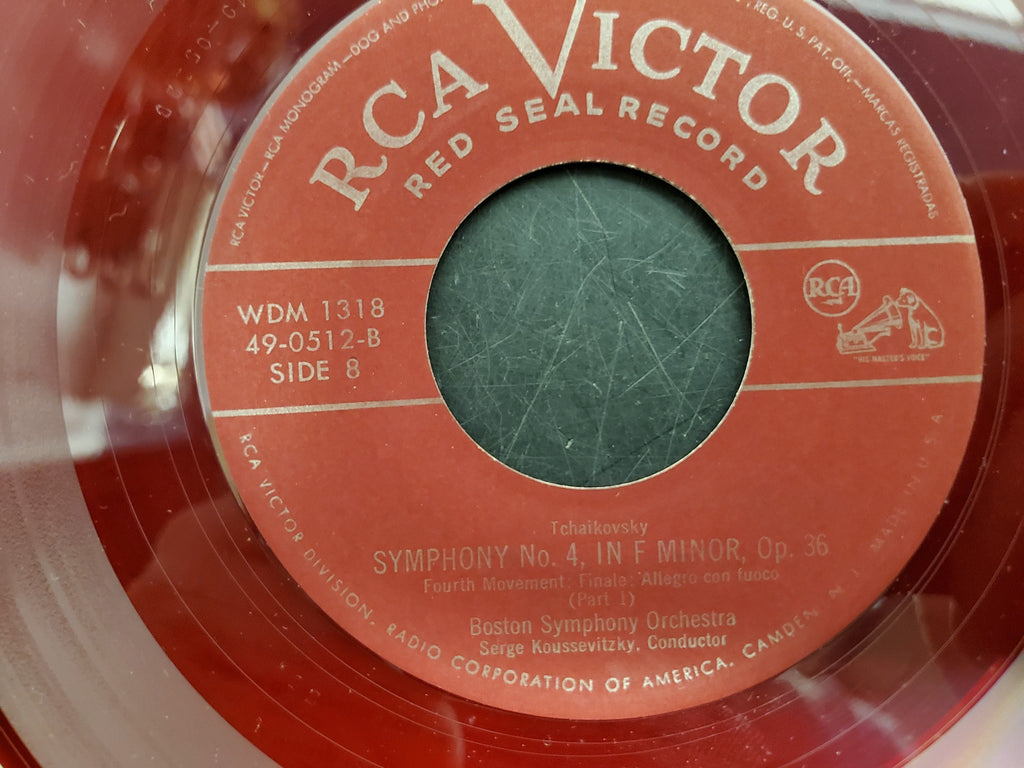 RCA VICTOR—RCA MONOGRAM—DOG AND PHO
REG. U. S. PAT. OFF.—MARCAS REGISTRADAS
RCA VICTOR
RED SEAL RECORD
WDM 1318
49-0512-B
SIDE 8
RCA
"HIS MASTER'S VOICE"
Tchaikovsky
SYMPHONY No. 4, IN F MINOR, Op. 36
Fourth Movement: Finale: Allegro con fuoco
(Part 1)
Boston Symphony Orchestra
Serge Koussevitzky, Conductor
RCA VICTOR DIVISION, RADIO CORPORATION OF AMERICA, CAMDEN, N. J. MADE IN U.S.A.